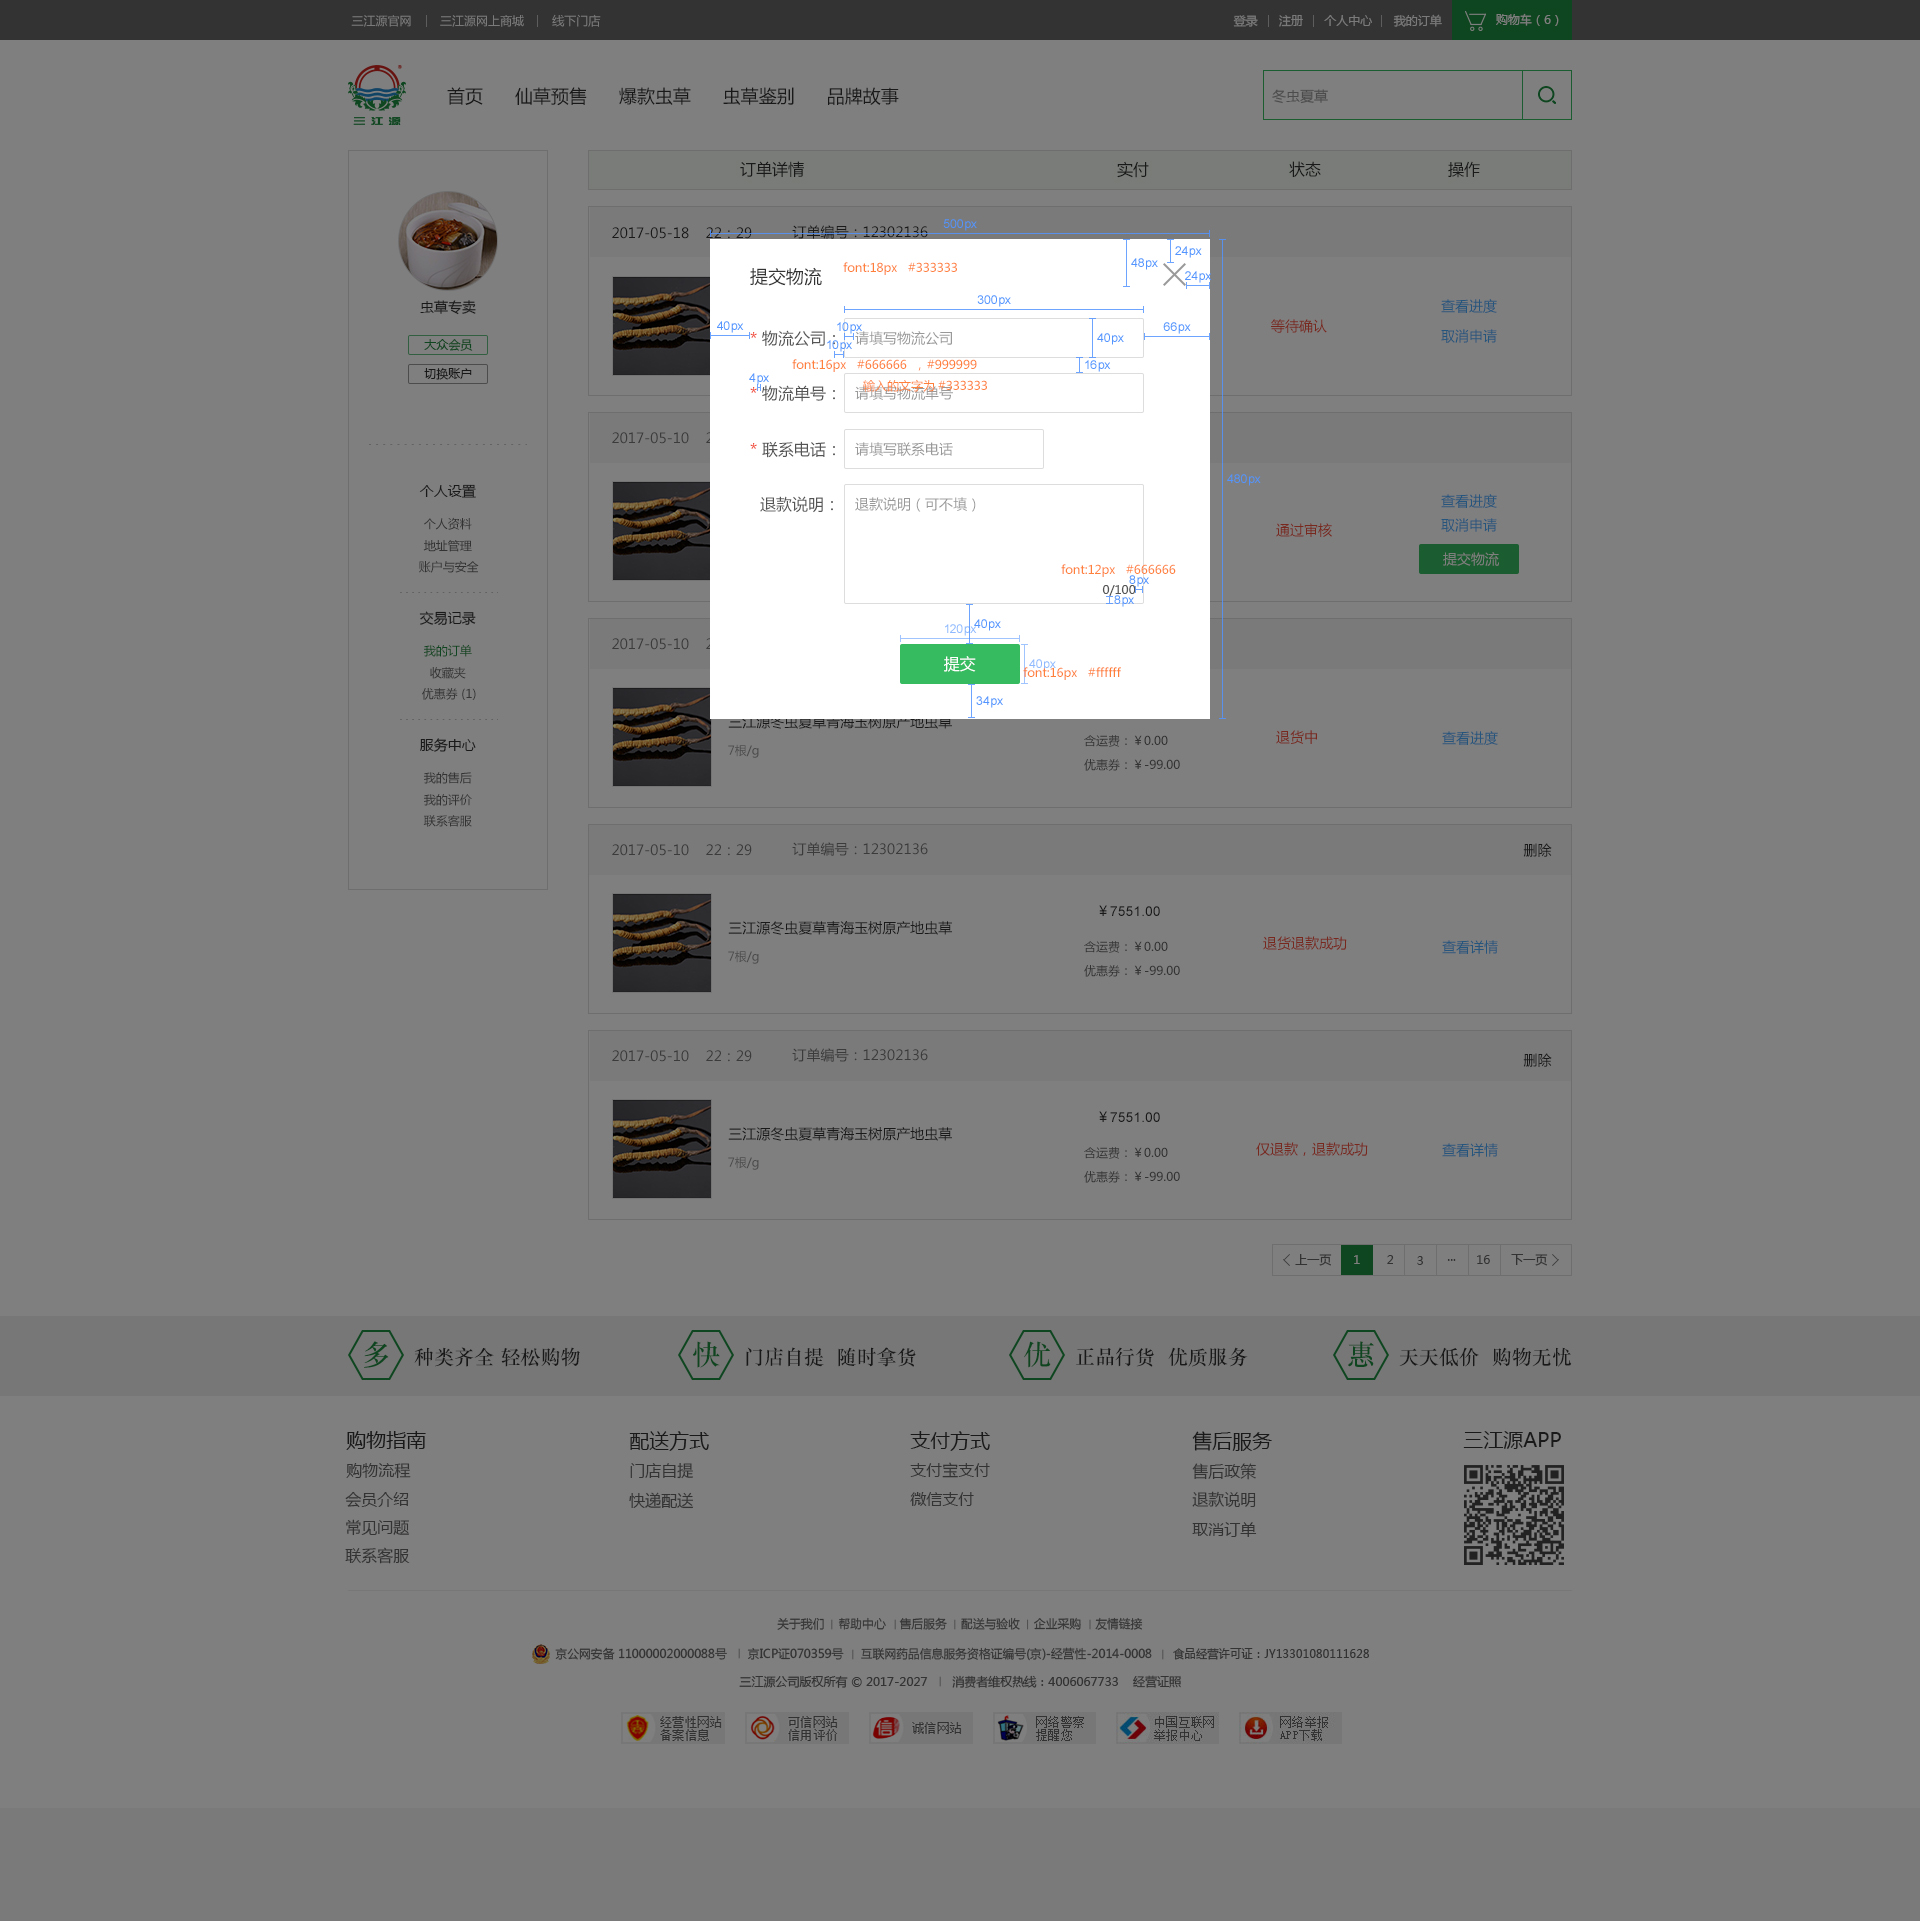 三江源官网 | 三江源网上商城 | 线下门店
登录 | 注册 | 个人中心 | 我的订单 购物车（6）
三江源
首页 仙草预售 爆款虫草 虫草鉴别 品牌故事
冬虫夏草
虫草专卖
大众会员
切换账户
个人设置
个人资料
地址管理
账户与安全
交易记录
我的订单
收藏夹
优惠券 (1)
服务中心
我的售后
我的评价
联系客服
订单详情 实付 状态 操作
2017-05-18 22：29 订单编号：12302136
等待确认
查看进度
取消申请
2017-05-10
通过审核
查看进度
取消申请
提交物流
2017-05-10
三江源冬虫夏草青海玉树原产地虫草
7根/g
含运费：￥0.00
优惠券：￥-99.00
退货中
查看进度
2017-05-10 22：29 订单编号：12302136 删除
三江源冬虫夏草青海玉树原产地虫草
7根/g
￥7551.00
含运费：￥0.00
优惠券：￥-99.00
退货退款成功
查看详情
2017-05-10 22：29 订单编号：12302136 删除
三江源冬虫夏草青海玉树原产地虫草
7根/g
￥7551.00
含运费：￥0.00
优惠券：￥-99.00
仅退款，退款成功
查看详情
500px
提交物流 font:18px #333333
48px
24px
24px
300px
40px
* 物流公司： 请填写物流公司
10px
10px
40px
66px
font:16px #666666 ，#999999
16px
4px
输入的文字为 #333333
* 物流单号： 请填写物流单号
* 联系电话： 请填写联系电话
480px
退款说明： 退款说明（可不填）
font:12px #666666
8px
0/100
18px
40px
120px
提交
40px
font:16px #ffffff
34px
上一页 1 2 3 ··· 16 下一页
多 种类齐全 轻松购物
快 门店自提 随时拿货
优 正品行货 优质服务
惠 天天低价 购物无忧
购物指南
购物流程
会员介绍
常见问题
联系客服
配送方式
门店自提
快递配送
支付方式
支付宝支付
微信支付
售后服务
售后政策
退款说明
取消订单
三江源APP
关于我们 | 帮助中心 | 售后服务 | 配送与验收 | 企业采购 | 友情链接
京公网安备 11000002000088号 | 京ICP证070359号 | 互联网药品信息服务资格证编号(京)-经营性-2014-0008 | 食品经营许可证：JY13301080111628
三江源公司版权所有 © 2017-2027 | 消费者维权热线：4006067733 经营证照
经营性网站
备案信息
可信网站
信用评价
诚信网站
网络警察
提醒您
中国互联网
举报中心
网络举报
APP下载